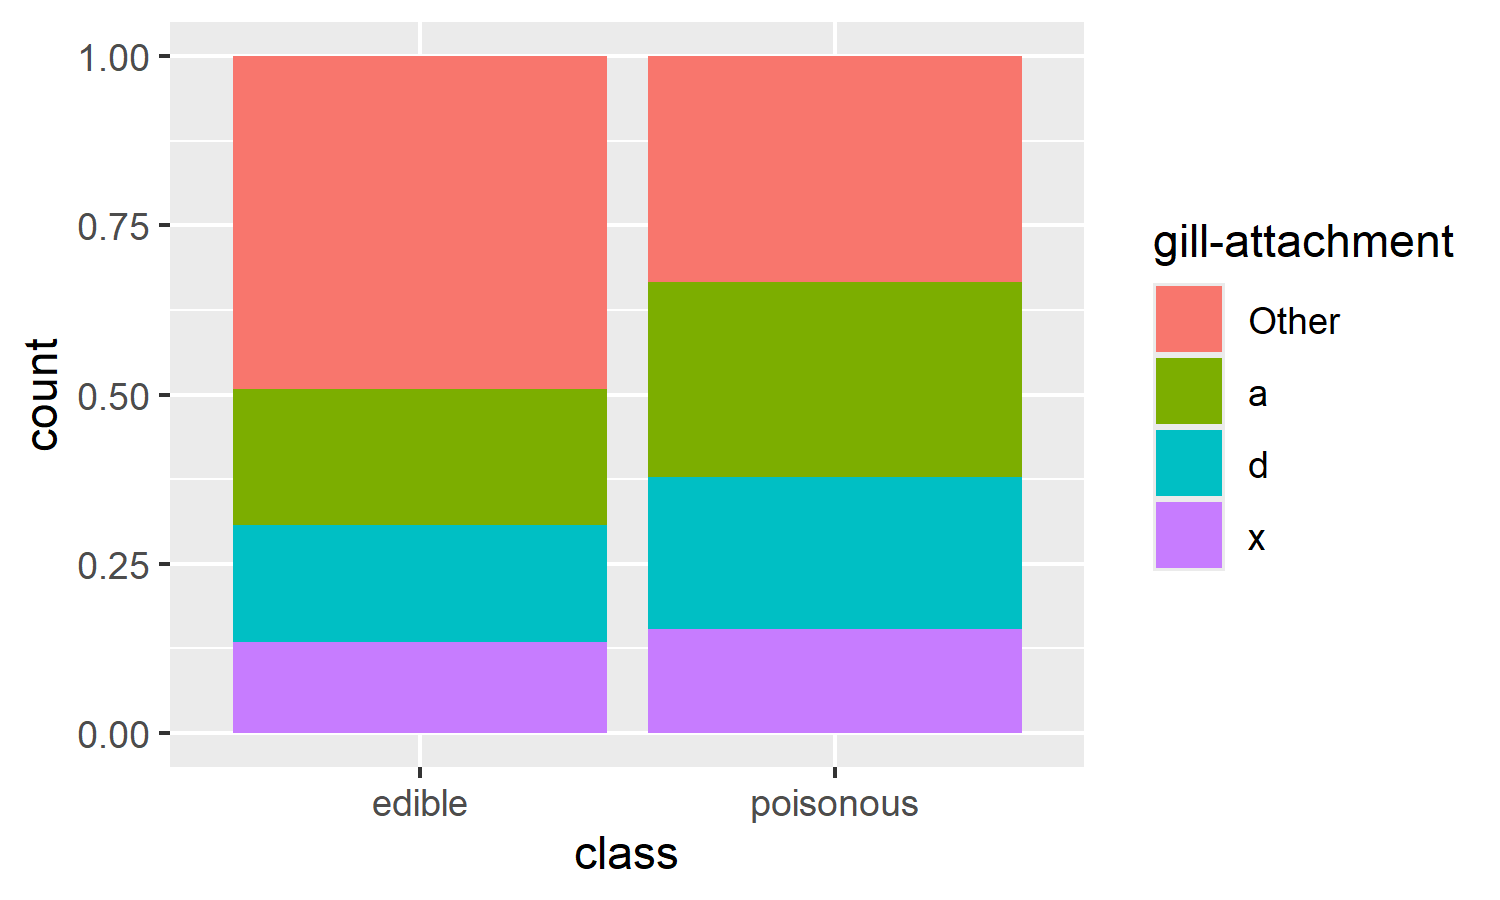 1.00
0.75
0.50
0.25
0.00
count
edible poisonous
class
gill-attachment
Other
a
d
x